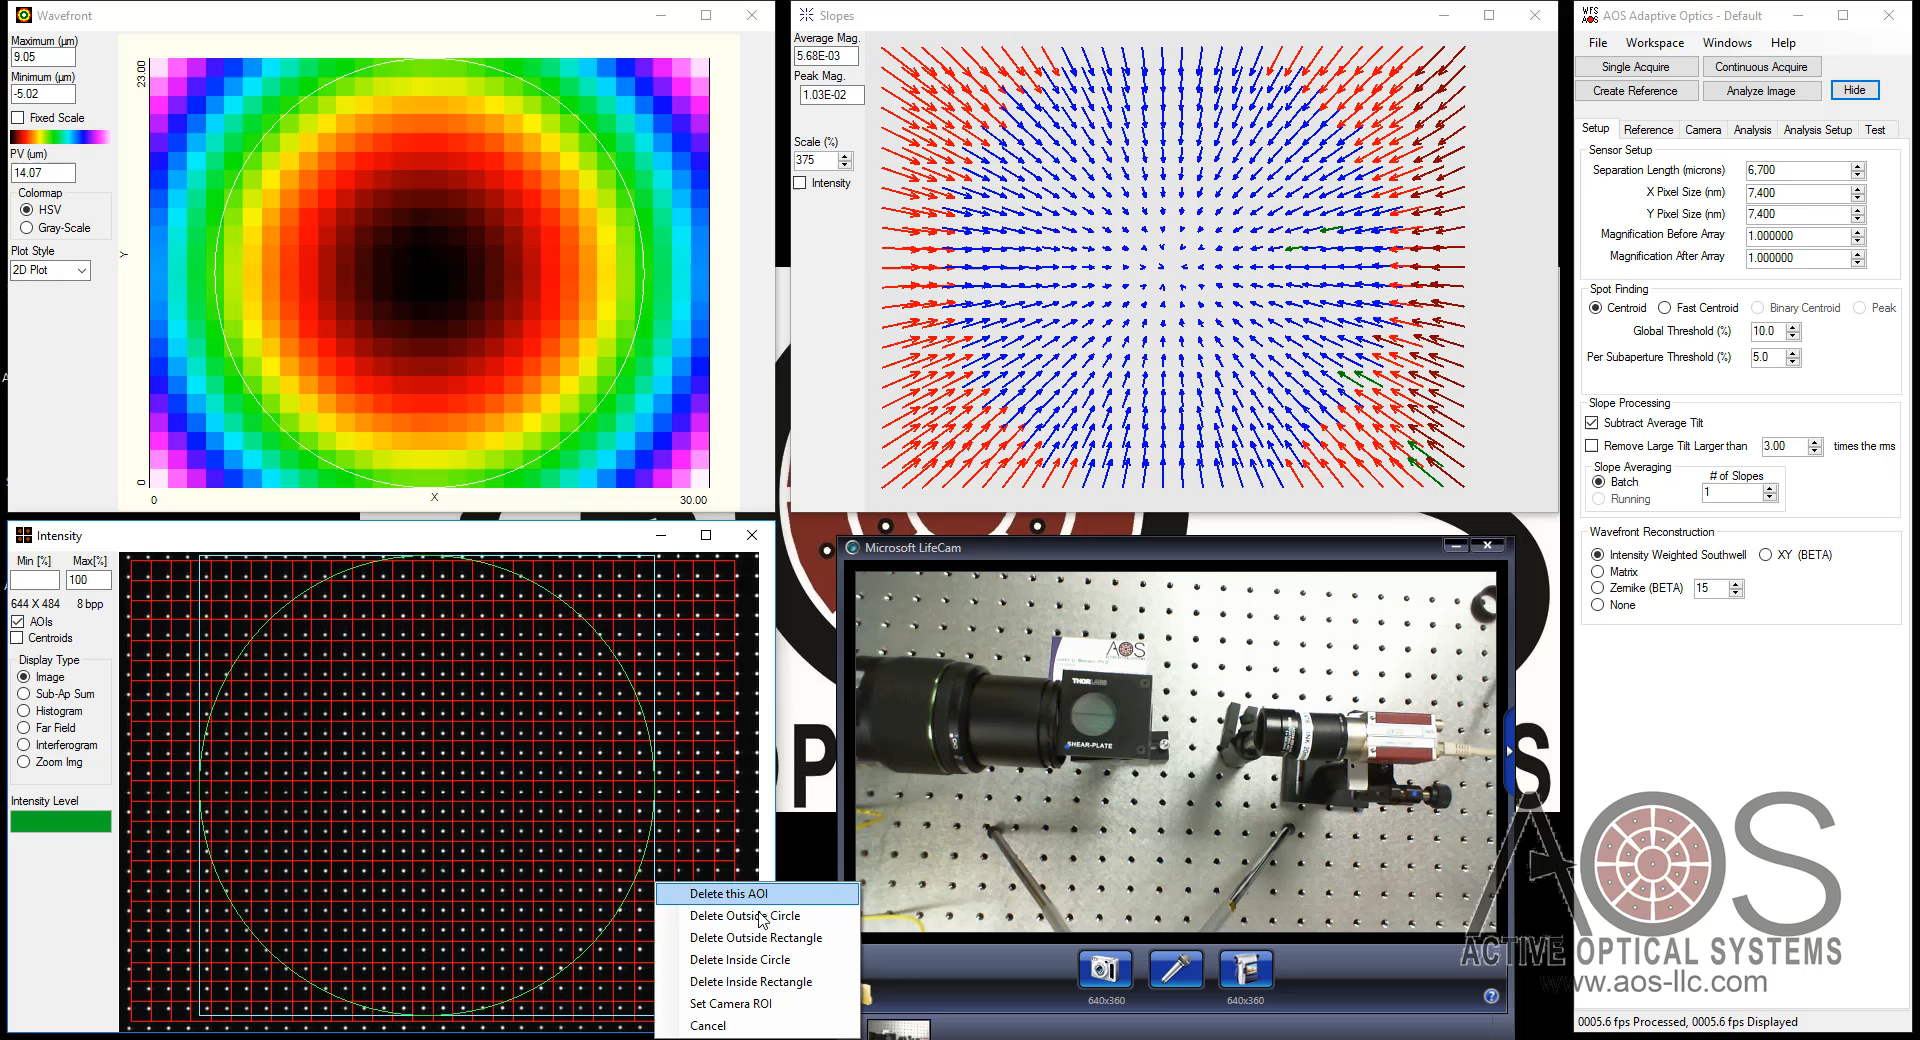 Wavefront
Maximum (μm)
9.05
Minimum (μm)
-5.02
Fixed Scale
PV (um)
14.07
Colormap
HSV
Gray-Scale
Plot Style
2D Plot
23.00
Y
0
0
X
30.00
Slopes
Average Mag.
5.68E-03
Peak Mag.
1.03E-02
Scale (%)
375
Intensity
Intensity
Min [%]
Max[%]
100
644 X 484
8 bpp
AOIs
Centroids
Display Type
Image
Sub-Ap Sum
Histogram
Far Field
Interferogram
Zoom Img
Intensity Level
Delete this AOI
Delete Outside Circle
Delete Outside Rectangle
Delete Inside Circle
Delete Inside Rectangle
Set Camera ROI
Cancel
Microsoft LifeCam
AOS
THORLABS
SHEAR-PLATE
640x360
640x360
WFS
AOS
AOS Adaptive Optics - Default
File Workspace Windows Help
Single Acquire
Continuous Acquire
Create Reference
Analyze Image
Hide
Setup Reference Camera Analysis Analysis Setup Test
Sensor Setup
Separation Length (microns) 6,700
X Pixel Size (nm) 7,400
Y Pixel Size (nm) 7,400
Magnification Before Array 1.000000
Magnification After Array 1.000000
Spot Finding
Centroid Fast Centroid Binary Centroid Peak
Global Threshold (%) 10.0
Per Subaperture Threshold (%) 5.0
Slope Processing
Subtract Average Tilt
Remove Large Tilt Larger than 3.00 times the rms
Slope Averaging
Batch
Running
# of Slopes
1
Wavefront Reconstruction
Intensity Weighted Southwell XY (BETA)
Matrix
Zernike (BETA) 15
None
AOS
ACTIVE OPTICAL SYSTEMS
www.aos-llc.com
0005.6 fps Processed, 0005.6 fps Displayed